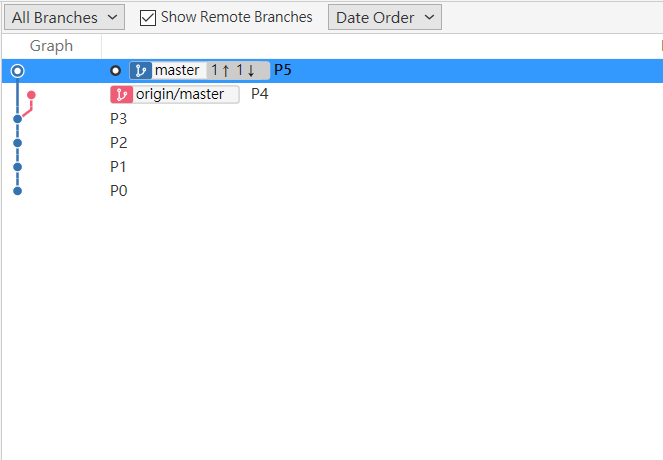 All Branches Show Remote Branches Date Order
Graph
master 1↑ 1↓ P5
origin/master P4
P3
P2
P1
P0